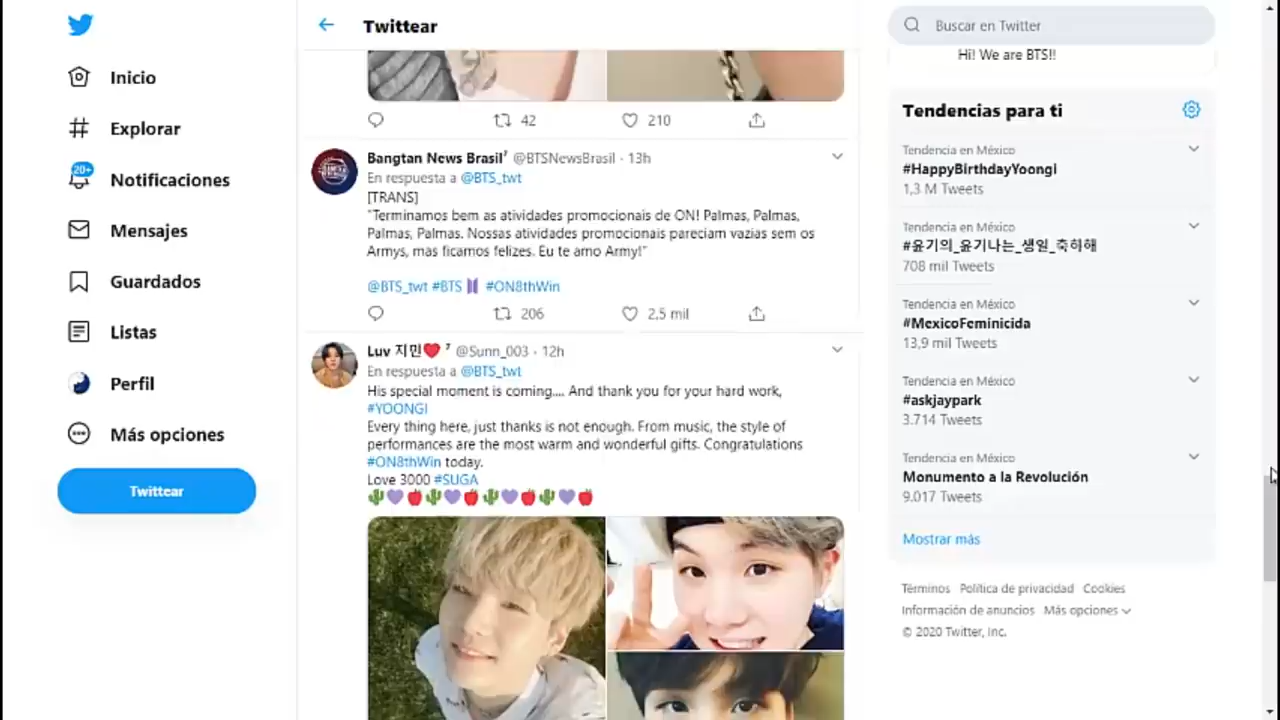 Inicio
Explorar
20+
Notificaciones
Mensajes
Guardados
Listas
Perfil
Más opciones
Twittear
Twittear
42
210
Bangtan News Brasil⁷ @BTSNewsBrasil · 13h
En respuesta a @BTS_twt
[TRANS]
"Terminamos bem as atividades promocionais de ON! Palmas, Palmas,
Palmas, Palmas. Nossas atividades promocionais pareciam vazias sem os
Armys, mas ficamos felizes. Eu te amo Army!"
@BTS_twt #BTS #ON8thWin
206
2,5 mil
Luv 지민❤️ ⁷ @Sunn_003 · 12h
En respuesta a @BTS_twt
His special moment is coming.... And thank you for your hard work,
#YOONGI
Every thing here, just thanks is not enough. From music, the style of
performances are the most warm and wonderful gifts. Congratulations
#ON8thWin today.
Love 3000 #SUGA
🌵💜🍎🌵💜🍎🌵💜🍎🌵💜🍎
Buscar en Twitter
Hi! We are BTS!!
Tendencias para ti
Tendencia en México
#HappyBirthdayYoongi
1,3 M Tweets
Tendencia en México
#윤기의_윤기나는_생일_축하해
708 mil Tweets
Tendencia en México
#MexicoFeminicida
13,9 mil Tweets
Tendencia en México
#askjaypark
3.714 Tweets
Tendencia en México
Monumento a la Revolución
9.017 Tweets
Mostrar más
Términos Política de privacidad Cookies
Información de anuncios Más opciones
© 2020 Twitter, Inc.